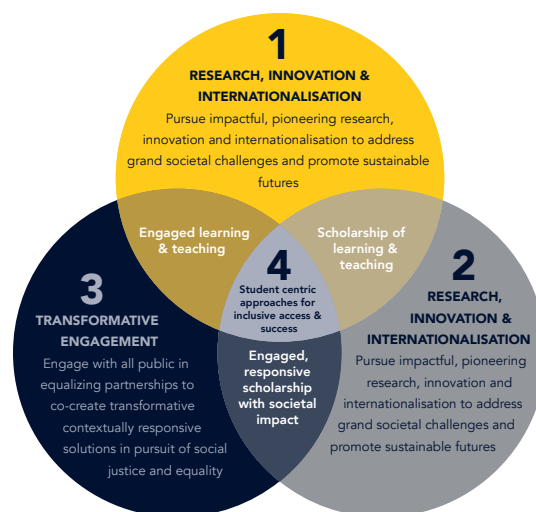 1
RESEARCH, INNOVATION &
INTERNATIONALISATION
Pursue impactful, pioneering research,
innovation and internationalisation to address
grand societal challenges and promote sustainable
futures
Engaged learning
& teaching
Scholarship of
learning &
teaching
4
Student centric
approaches for
inclusive access &
success
2
RESEARCH,
INNOVATION &
INTERNATIONALISATION
Pursue impactful, pioneering
research, innovation and
internationalisation to address
grand societal challenges and
promote sustainable futures
3
TRANSFORMATIVE
ENGAGEMENT
Engage with all public in
equalizing partnerships to
co-create transformative
contextually responsive
solutions in pursuit of social
justice and equality
Engaged,
responsive
scholarship
with societal
impact